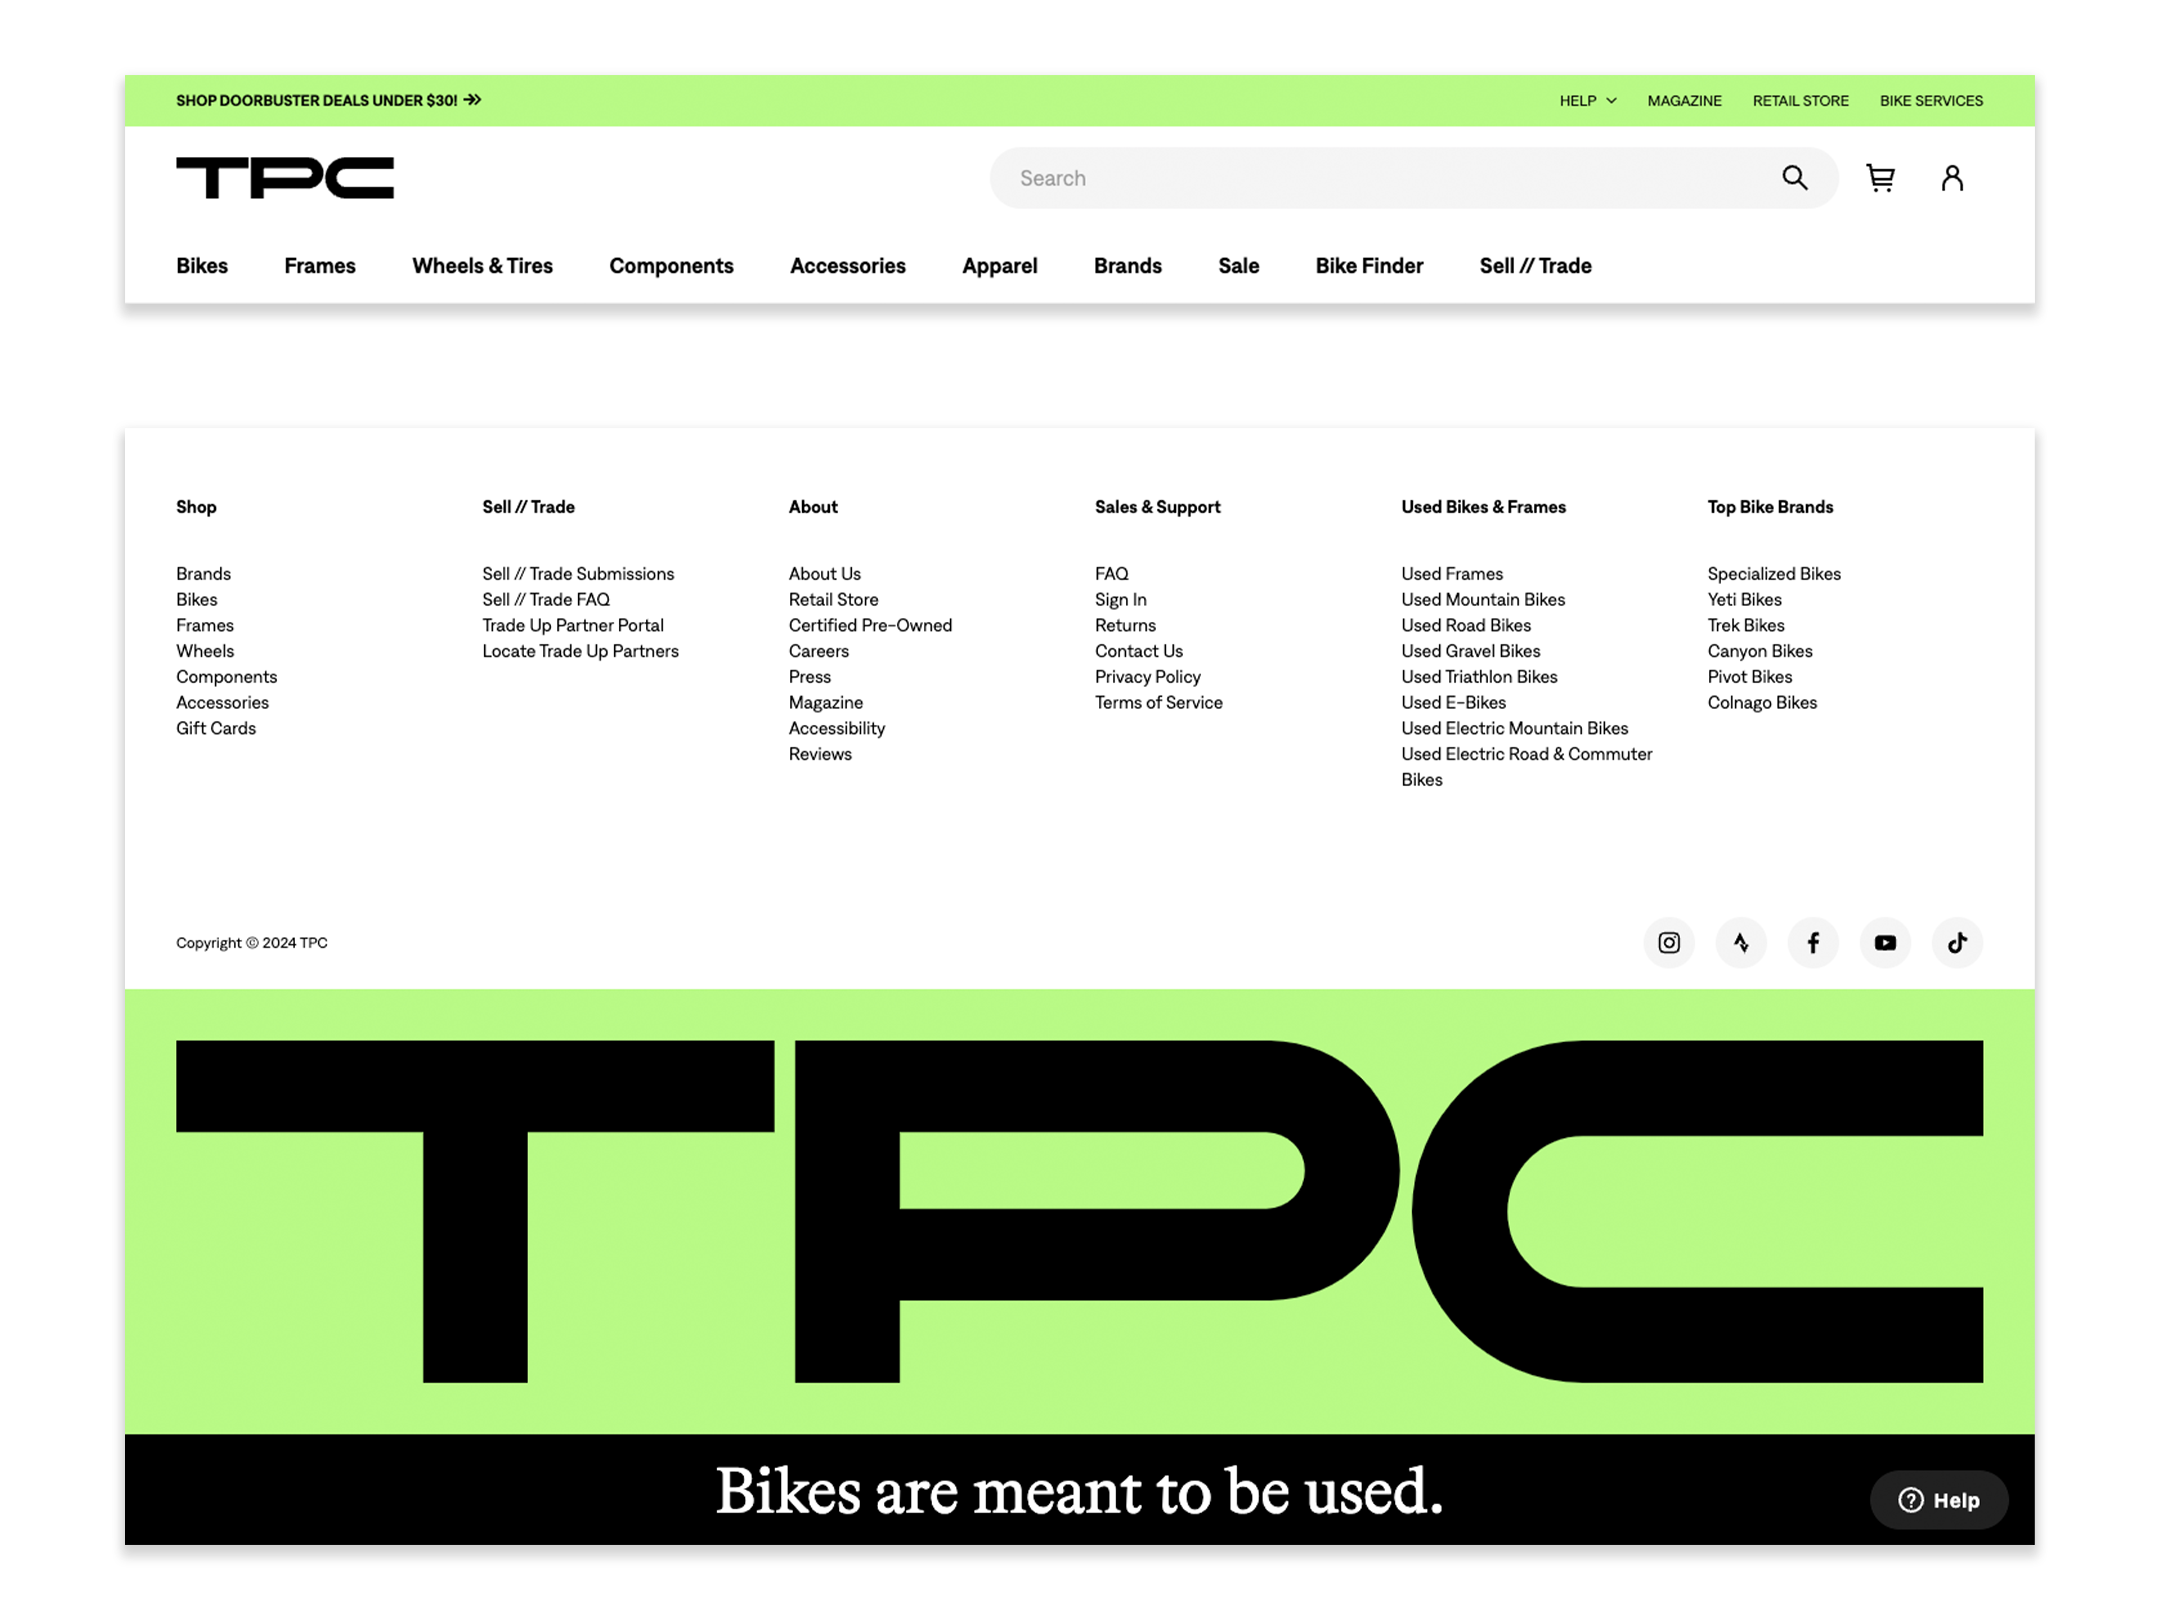 SHOP DOORBUSTER DEALS UNDER $30!
HELP
MAGAZINE
RETAIL STORE
BIKE SERVICES
TPC
Search
Bikes
Frames
Wheels & Tires
Components
Accessories
Apparel
Brands
Sale
Bike Finder
Sell // Trade
Shop
Brands
Bikes
Frames
Wheels
Components
Accessories
Gift Cards
Sell // Trade
Sell // Trade Submissions
Sell // Trade FAQ
Trade Up Partner Portal
Locate Trade Up Partners
About
About Us
Retail Store
Certified Pre-Owned
Careers
Press
Magazine
Accessibility
Reviews
Sales & Support
FAQ
Sign In
Returns
Contact Us
Privacy Policy
Terms of Service
Used Bikes & Frames
Used Frames
Used Mountain Bikes
Used Road Bikes
Used Gravel Bikes
Used Triathlon Bikes
Used E-Bikes
Used Electric Mountain Bikes
Used Electric Road & Commuter
Bikes
Top Bike Brands
Specialized Bikes
Yeti Bikes
Trek Bikes
Canyon Bikes
Pivot Bikes
Colnago Bikes
Copyright © 2024 TPC
TPC
Bikes are meant to be used.
Help